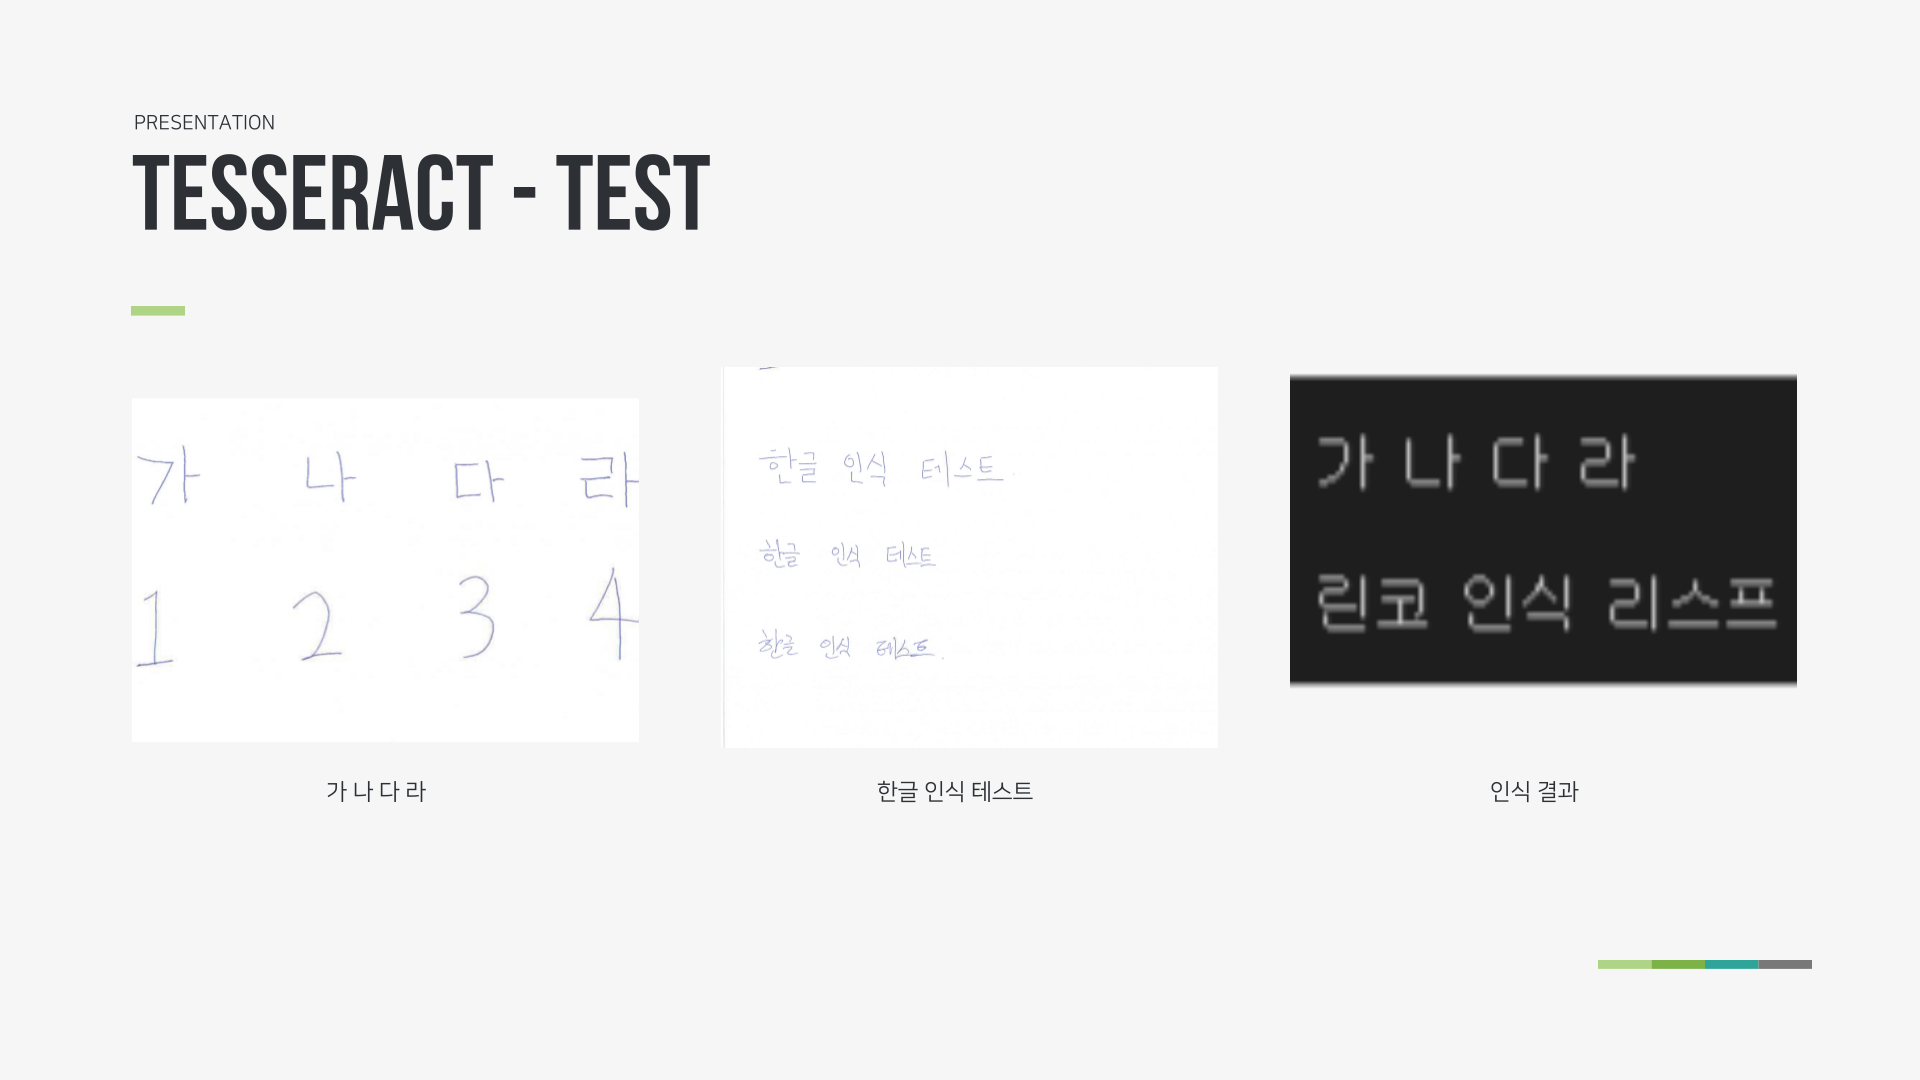 PRESENTATION
TESSERACT - TEST
가 나 다 라
1 2 3 4
한글 인식 테스트.
한글 인식 테스트
한글 인식 테스트.
가 나 다 라
린코 인식 리스프
가 나 다 라
한글 인식 테스트
인식 결과